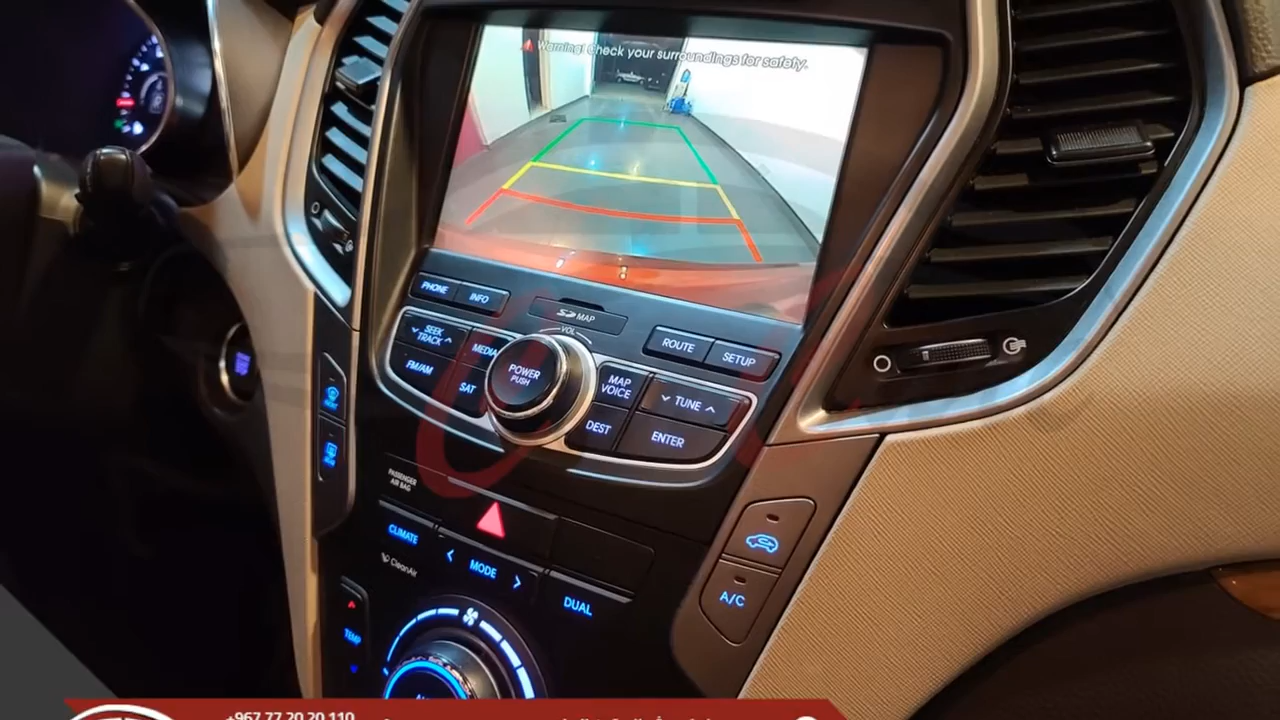 Warning! Check your surroundings for safety.
PHONE
INFO
SD MAP
VOL
SEEK
TRACK
MEDIA
FM/AM
SAT
POWER
PUSH
MAP
VOICE
ROUTE
SETUP
TUNE
DEST
ENTER
PASSENGER
AIR BAG
CLIMATE
MODE
CleanAir
DUAL
TEMP
A/C
+967 77 20 20 110